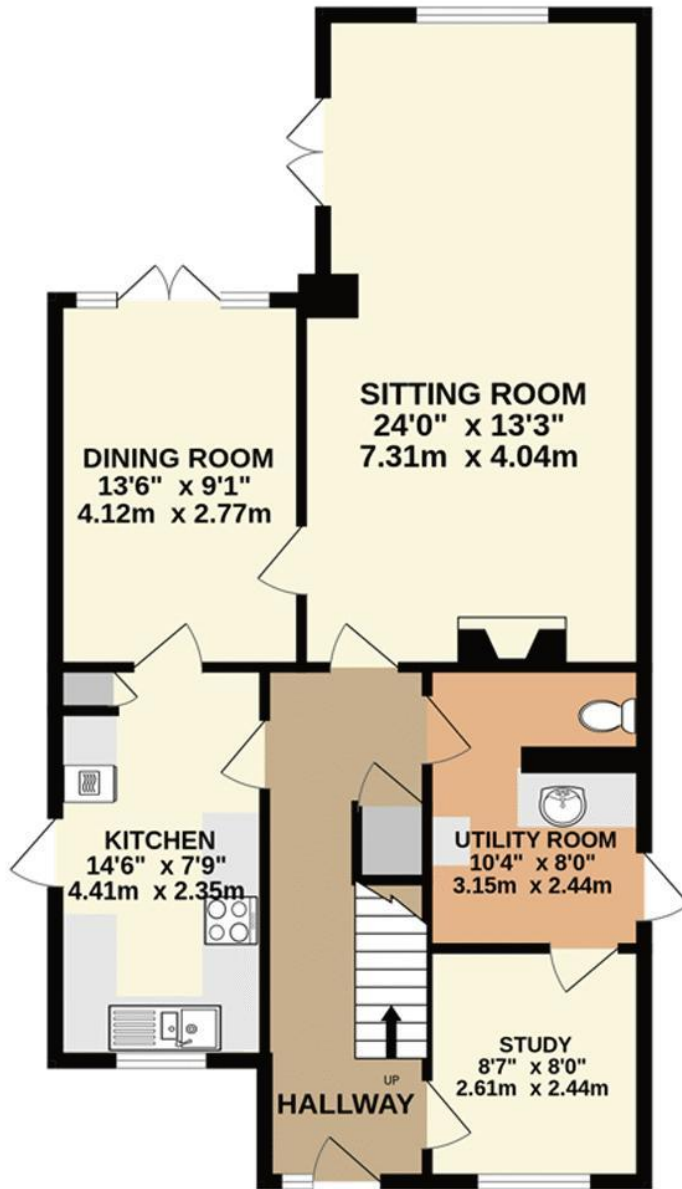 SITTING ROOM
24'0" x 13'3"
7.31m x 4.04m
DINING ROOM
13'6" x 9'1"
4.12m x 2.77m
KITCHEN
14'6" x 7'9"
4.41m x 2.35m
UTILITY ROOM
10'4" x 8'0"
3.15m x 2.44m
STUDY
8'7" x 8'0"
2.61m x 2.44m
UP
HALLWAY